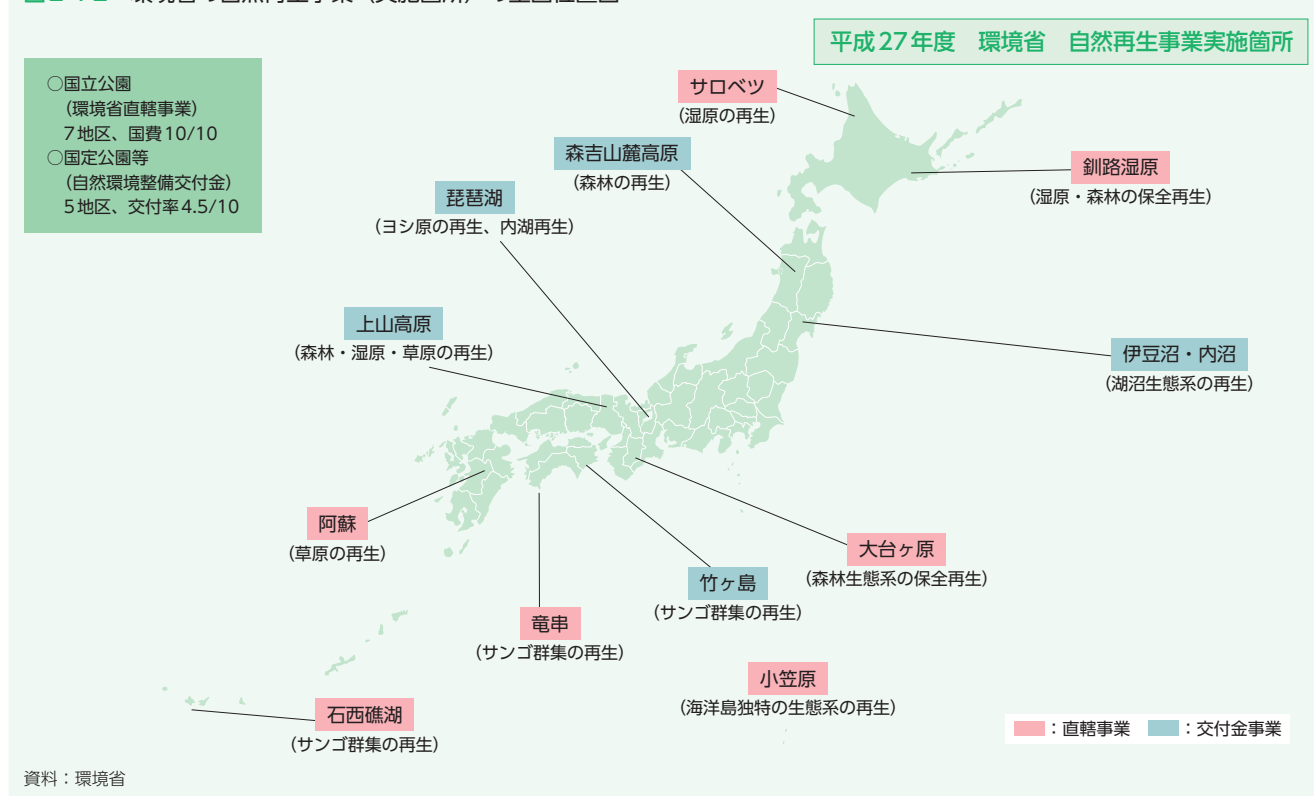 平成27年度　環境省　自然再生事業実施箇所
○国立公園
（環境省直轄事業）
7地区、国費10/10
○国定公園等
（自然環境整備交付金）
5地区、交付率4.5/10
サロベツ
（湿原の再生）
森吉山麓高原
（森林の再生）
釧路湿原
（湿原・森林の保全再生）
琵琶湖
（ヨシ原の再生、内湖再生）
上山高原
（森林・湿原・草原の再生）
伊豆沼・内沼
（湖沼生態系の再生）
阿蘇
（草原の再生）
大台ヶ原
（森林生態系の保全再生）
竹ヶ島
（サンゴ群集の再生）
竜串
（サンゴ群集の再生）
小笠原
（海洋島独特の生態系の再生）
石西礁湖
（サンゴ群集の再生）
：直轄事業　：交付金事業
資料：環境省